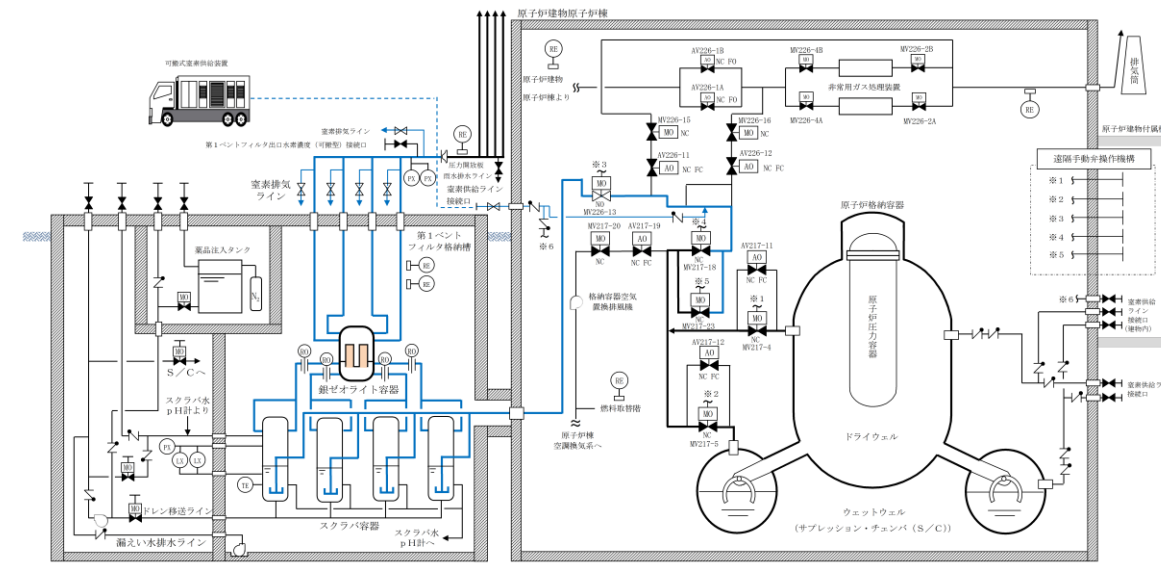 原子炉建物原子炉棟
可搬式窒素供給装置
RE
原子炉建物
原子炉棟より
AV226-1B
AO
NC FO
AV226-1A
AO
NC FO
MV226-4B
MO
MV226-2B
MO
非常用ガス処理装置
MV226-4A
MO
MV226-2A
MO
RE
排気筒
原子炉建物付属棟
遠隔手動弁操作機構
※1
※2
※3
※4
※5
窒素排気ライン
第1ベントフィルタ出口水素濃度(可搬型)接続口
RE
圧力開放板
雨水排水ライン
PX
PX
窒素供給ライン
接続口
窒素排気
ライン
MV226-15
MO
NC
MV226-16
MO
NC
AV226-11
AO
NC FC
AV226-12
AO
NC FC
※3
MO
NO
MV226-13
※6
MV217-20
MO
NC
AV217-19
AO
NC FC
※4
MO
NC
MV217-18
※5
MO
NC
MV217-23
AV217-11
AO
NC FC
※1
MO
NC
MV217-4
AV217-12
AO
NC FC
※2
MO
NC
MV217-5
格納容器空気
置換排風機
RE
燃料取替階
原子炉棟
空調換気系へ
原子炉格納容器
原子炉圧力容器
ドライウェル
ウェットウェル
(サプレッション・チェンバ(S/C))
※6
窒素供給
ライン
接続口
(建物内)
窒素供給ラ
接続口
第1ベント
フィルタ格納槽
RE
RE
薬品注入タンク
MO
N₂
MO
S/Cへ
スクラバ水
pH計より
RO
RO
RO
RO
銀ゼオライト容器
PX
LX
LX
TE
MO
MO
ドレン移送ライン
漏えい水排水ライン
スクラバ容器
スクラバ水
pH計へ